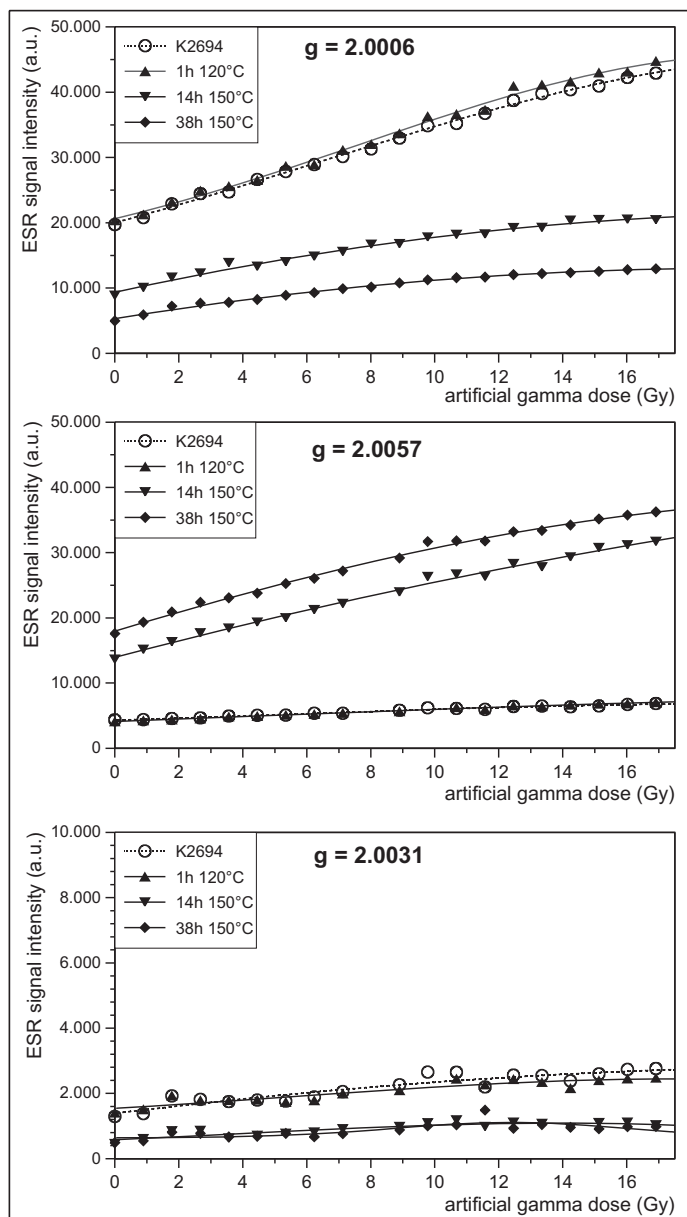 g = 2.0006
ESR signal intensity (a.u.)
50.000
40.000
30.000
20.000
10.000
0
K2694
1h 120°C
14h 150°C
38h 150°C
0 2 4 6 8 10 12 14 16
artificial gamma dose (Gy)
g = 2.0057
ESR signal intensity (a.u.)
50.000
40.000
30.000
20.000
10.000
0
K2694
1h 120°C
14h 150°C
38h 150°C
0 2 4 6 8 10 12 14 16
artificial gamma dose (Gy)
g = 2.0031
ESR signal intensity (a.u.)
10.000
8.000
6.000
4.000
2.000
0
K2694
1h 120°C
14h 150°C
38h 150°C
0 2 4 6 8 10 12 14 16
artificial gamma dose (Gy)